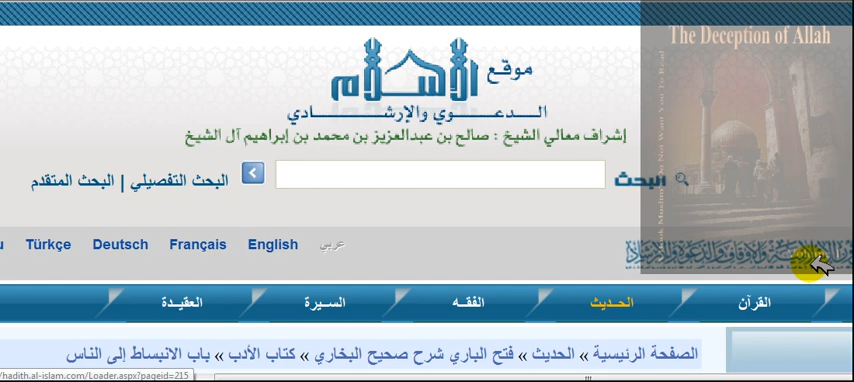 The Deception of Allah
موقع الإسلام
الدعوي والإرشادي
إشراف معالي الشيخ : صالح بن عبدالعزيز بن محمد بن إبراهيم آل الشيخ
البحث
البحث التفصيلي | البحث المتقدم
Türkçe Deutsch Français English عربي
القرآن الحديث الفقه السيرة العقيدة
الصفحة الرئيسية » الحديث » فتح الباري شرح صحيح البخاري » كتاب الأدب » باب الانبساط إلى الناس
/hadith.al-islam.com/Loader.aspx?pageid=215